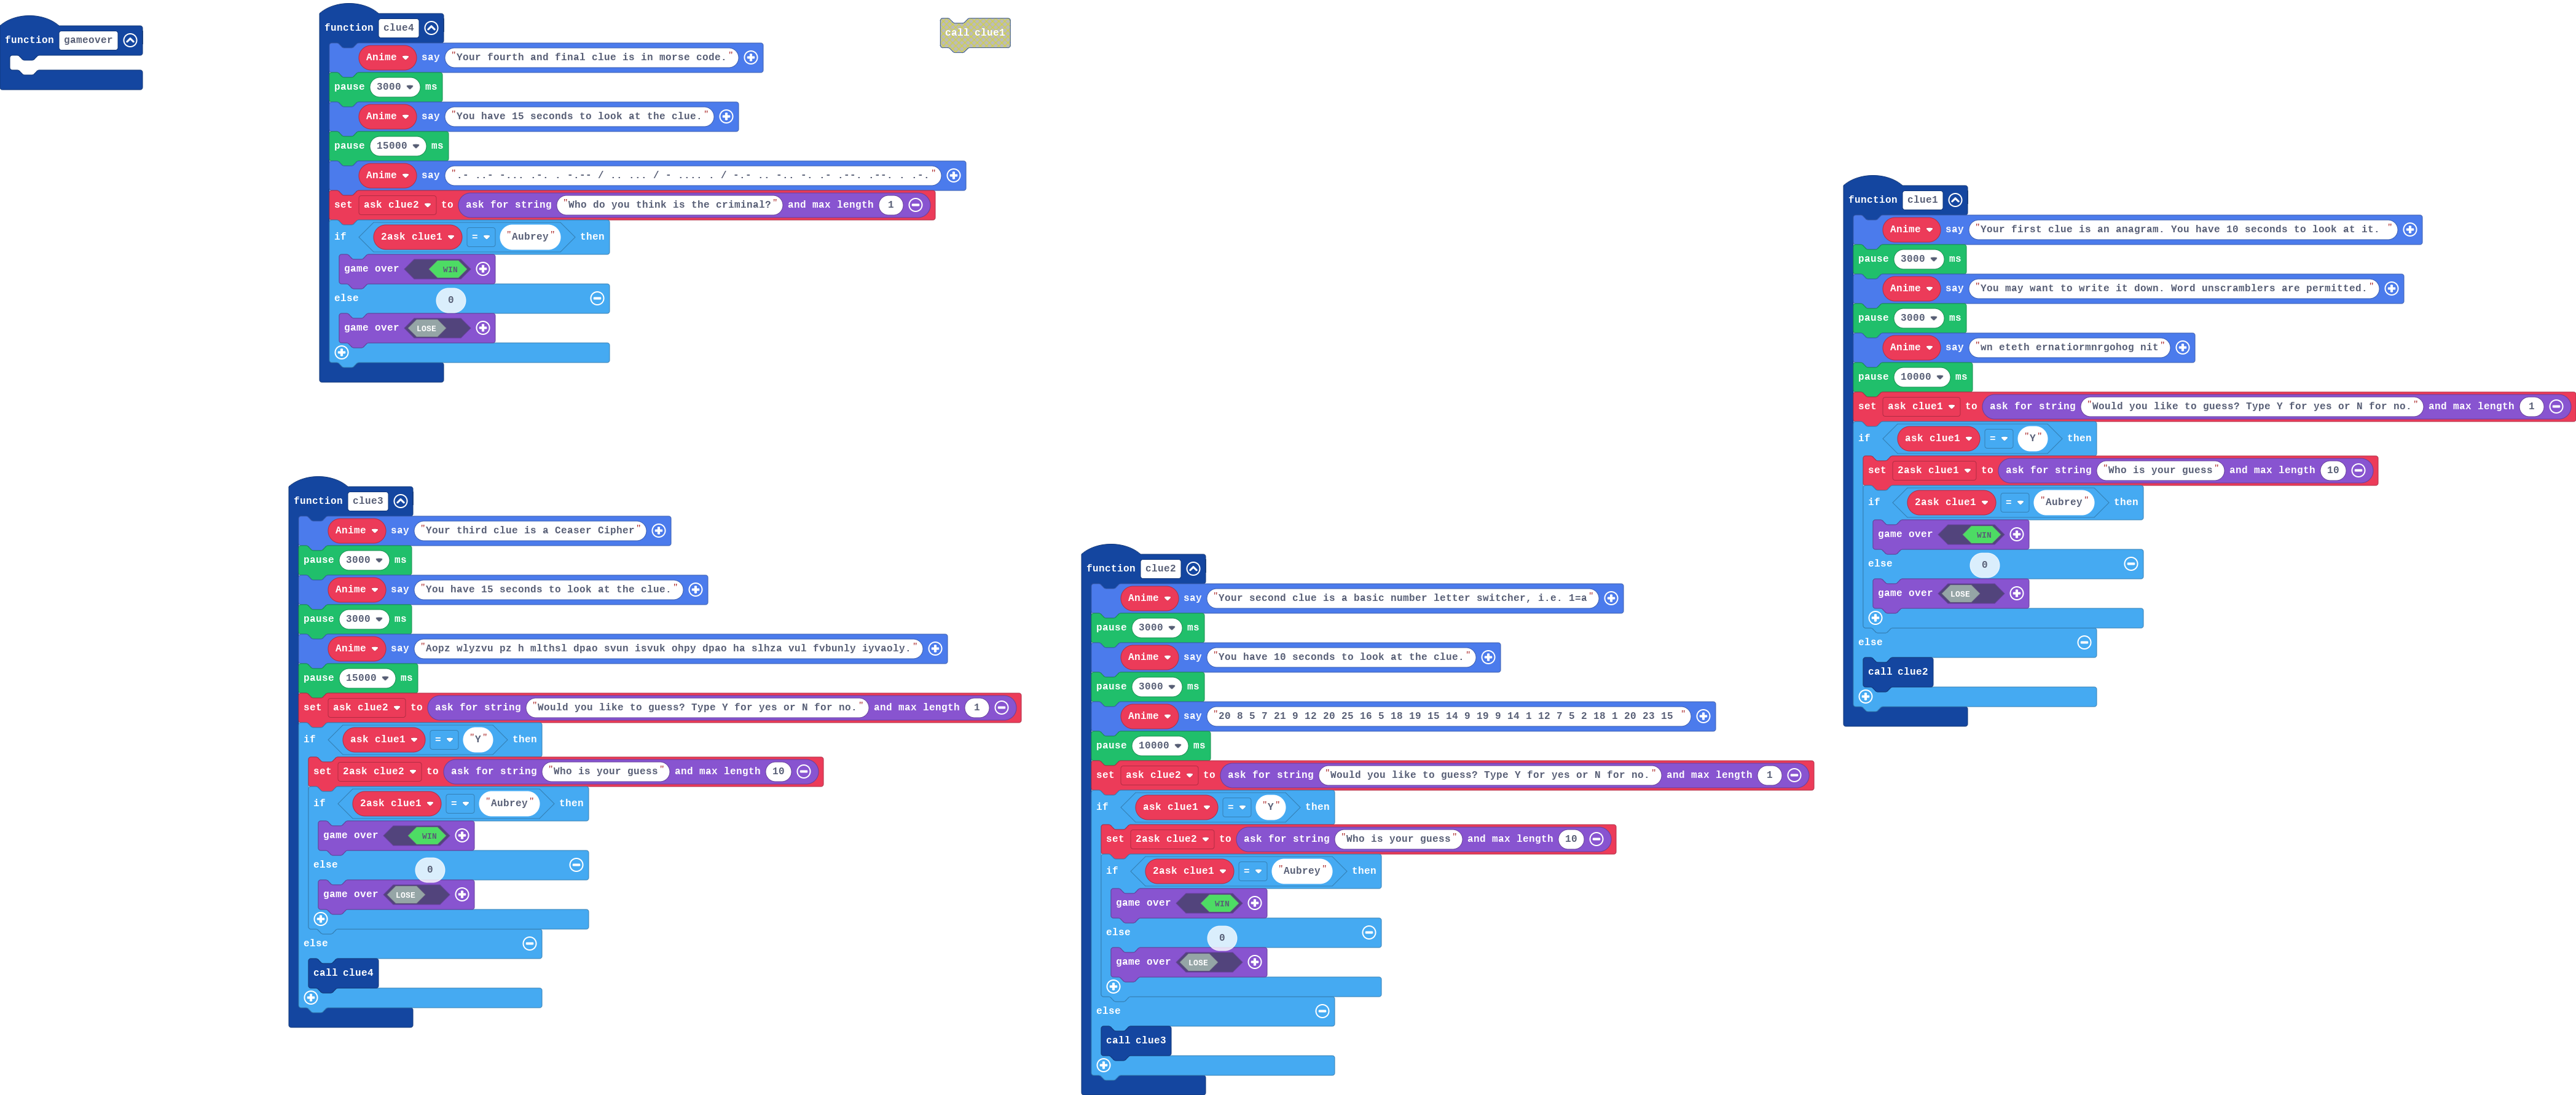 function gameover
function clue4
Anime say "Your fourth and final clue is in morse code."
pause 3000 ms
Anime say "You have 15 seconds to look at the clue."
pause 15000 ms
Anime say ".- ..- -... .-. . -.-- / .. ... / - .... . / -.- .. -.. -. .- .--. .--. . .-."
set ask clue2 to ask for string "Who do you think is the criminal?" and max length 1
if 2ask clue1 = "Aubrey" then
game over WIN
else 0
game over LOSE
call clue1
function clue1
Anime say "Your first clue is an anagram. You have 10 seconds to look at it. "
pause 3000 ms
Anime say "You may want to write it down. Word unscramblers are permitted."
pause 3000 ms
Anime say "wn eteth ernatiormnrgohog nit"
pause 10000 ms
set ask clue1 to ask for string "Would you like to guess? Type Y for yes or N for no." and max length 1
if ask clue1 = "Y" then
set 2ask clue1 to ask for string "Who is your guess" and max length 10
if 2ask clue1 = "Aubrey" then
game over WIN
else 0
game over LOSE
else
call clue2
function clue3
Anime say "Your third clue is a Ceaser Cipher"
pause 3000 ms
Anime say "You have 15 seconds to look at the clue."
pause 3000 ms
Anime say "Aopz wlyzvu pz h mlthsl dpao svun isvuk ohpy dpao ha slhza vul fvbunly iyvaoly."
pause 15000 ms
set ask clue2 to ask for string "Would you like to guess? Type Y for yes or N for no." and max length 1
if ask clue1 = "Y" then
set 2ask clue2 to ask for string "Who is your guess" and max length 10
if 2ask clue1 = "Aubrey" then
game over WIN
else 0
game over LOSE
else
call clue4
function clue2
Anime say "Your second clue is a basic number letter switcher, i.e. 1=a"
pause 3000 ms
Anime say "You have 10 seconds to look at the clue."
pause 3000 ms
Anime say "20 8 5 7 21 9 12 20 25 16 5 18 19 15 14 9 19 9 14 1 12 7 5 2 18 1 20 23 15 "
pause 10000 ms
set ask clue2 to ask for string "Would you like to guess? Type Y for yes or N for no." and max length 1
if ask clue1 = "Y" then
set 2ask clue2 to ask for string "Who is your guess" and max length 10
if 2ask clue1 = "Aubrey" then
game over WIN
else 0
game over LOSE
else
call clue3